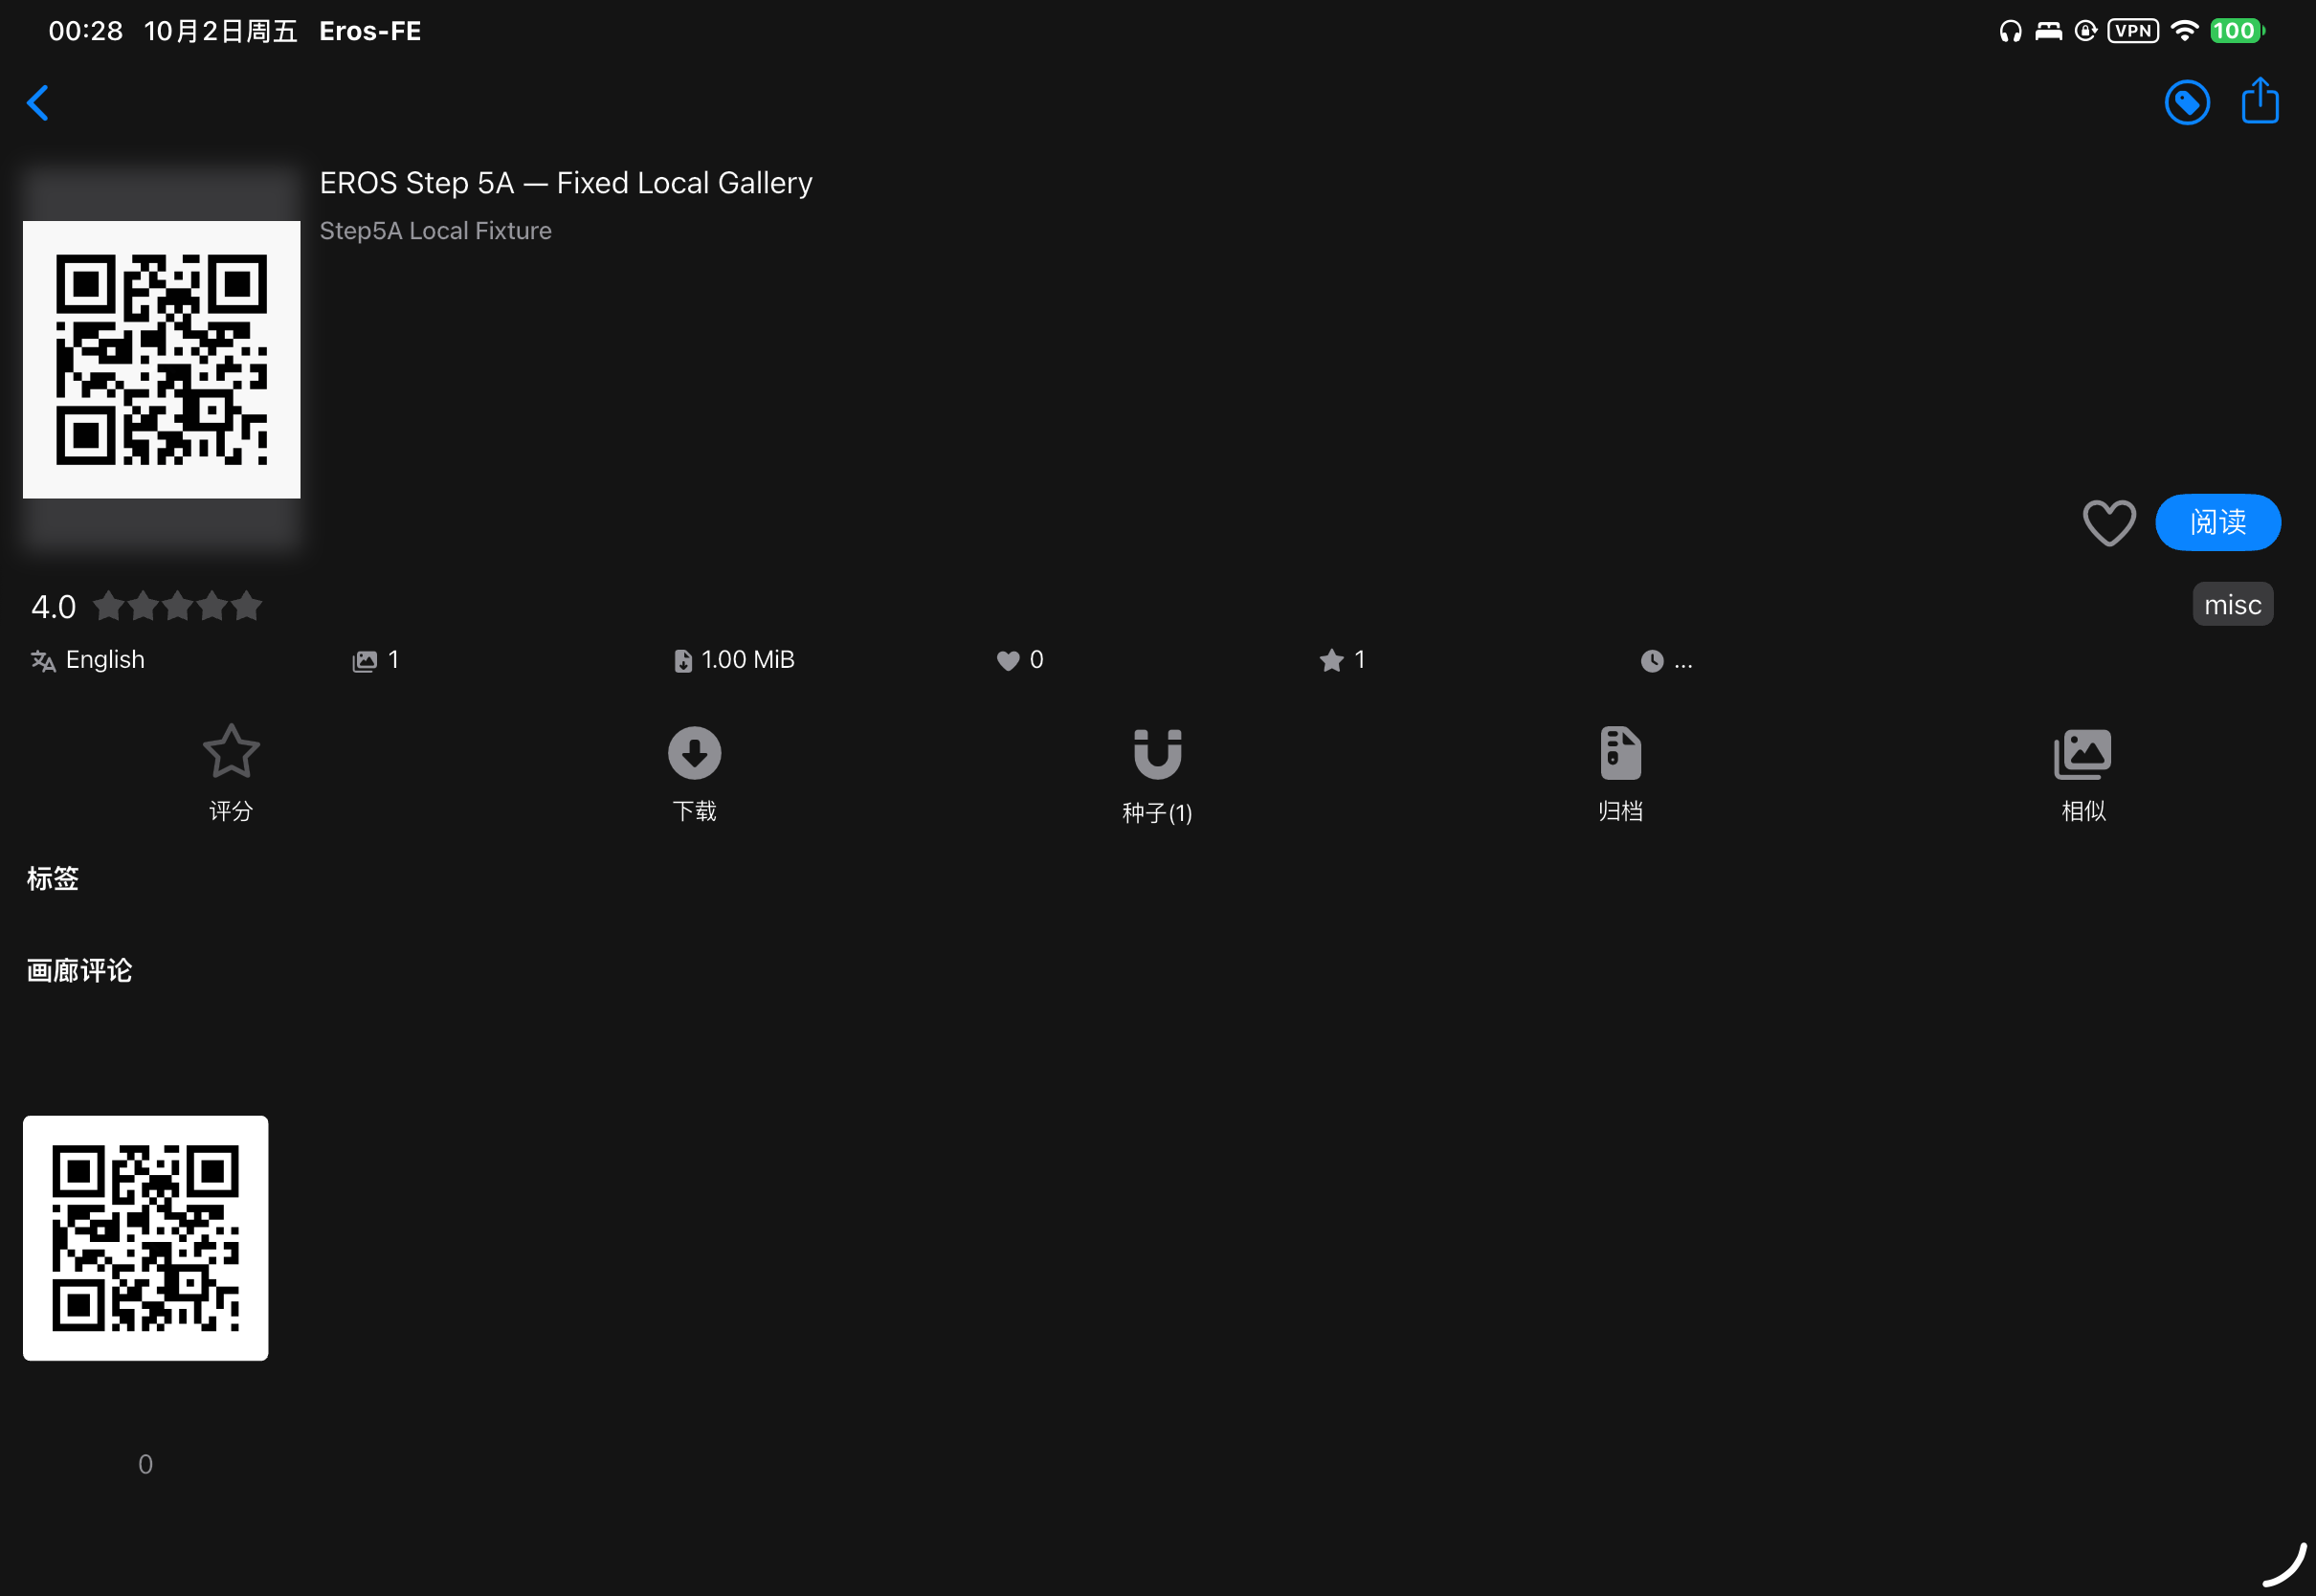 00:28 10月2日周五 Eros-FE
VPN 100
EROS Step 5A — Fixed Local Gallery
Step5A Local Fixture
阅读
4.0
misc
English 1 1.00 MiB 0 1 ...
评分 下载 种子(1) 归档 相似
标签
画廊评论
0